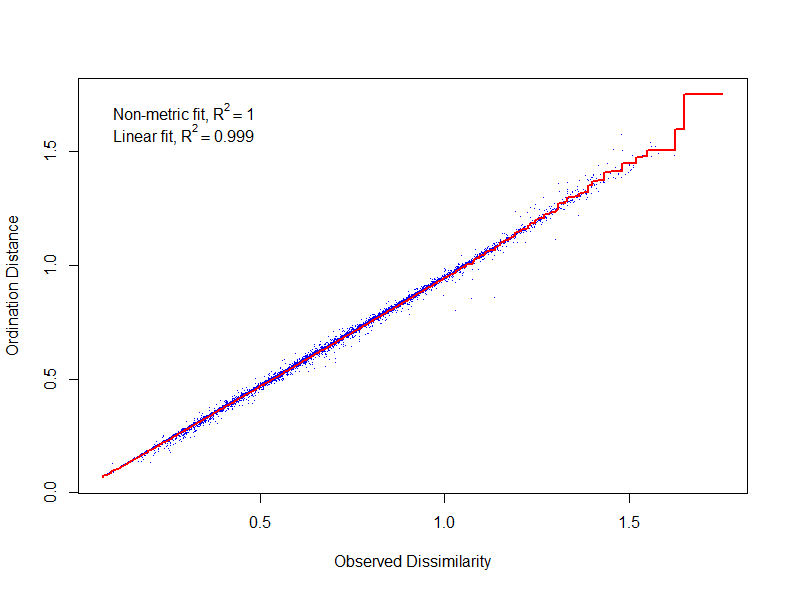 Non-metric fit, R² = 1
Linear fit, R² = 0.999
Ordination Distance
1.5
1.0
0.5
0.0
0.5 1.0 1.5
Observed Dissimilarity